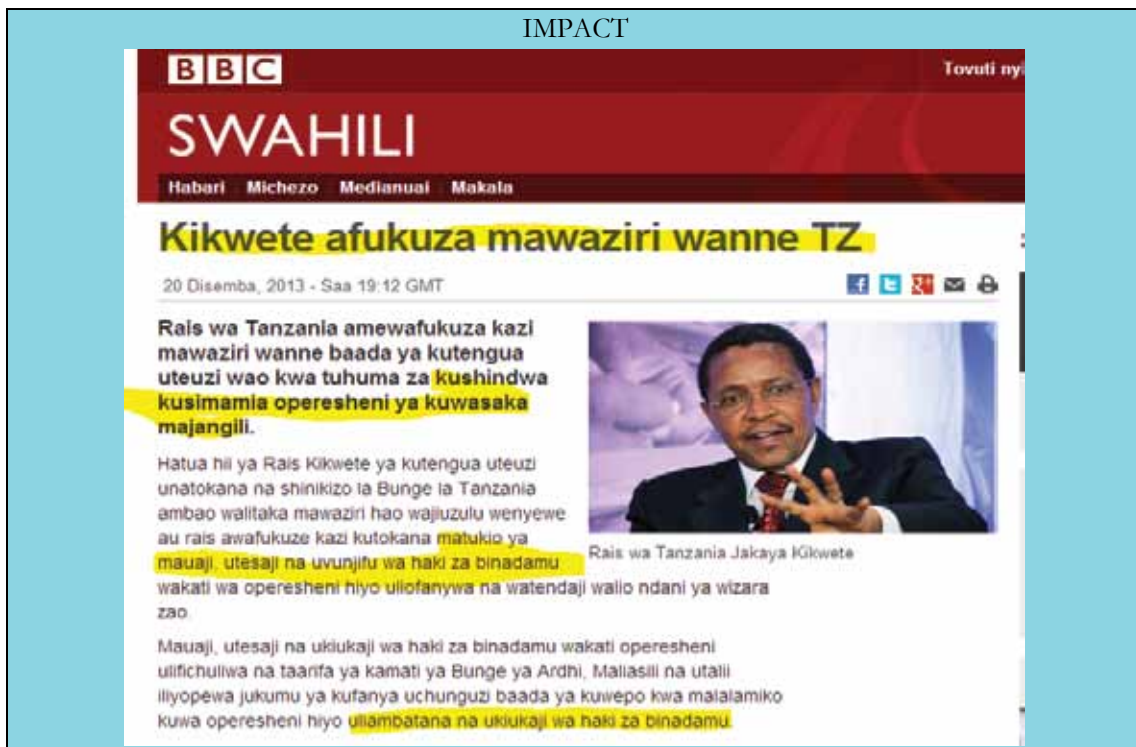 IMPACT
BBC
Tovuti nyi
SWAHILI
Habari Michezo Medianuai Makala
Kikwete afukuza mawaziri wanne TZ
20 Disemba, 2013 - Saa 19:12 GMT
Rais wa Tanzania amewafukuza kazi
mawaziri wanne baada ya kutengua
uteuzi wao kwa tuhuma za kushindwa
kusimamia operesheni ya kuwasaka
majangili.
Hatua hii ya Rais Kikwete ya kutengua uteuzi
unatokana na shinikizo la Bunge la Tanzania
ambao walitaka mawaziri hao wajiuzulu wenyewe
au rais awafukuze kazi kutokana matukio ya
mauaji, utesaji na uvunjifu wa haki za binadamu
wakati wa operesheni hiyo uliofanywa na watendaji walio ndani ya wizara
zao.
Rais wa Tanzania Jakaya Kikwete
Mauaji, utesaji na ukiukaji wa haki za binadamu wakati operesheni
ulifichuliwa na taarifa ya kamati ya Bunge ya Ardhi, Maliasili na utalii
iliyopewa jukumu ya kufanya uchunguzi baada ya kuwepo kwa malalamiko
kuwa operesheni hiyo uliambatana na ukiukaji wa haki za binadamu.